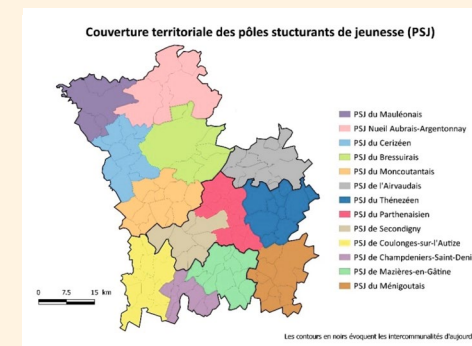 Couverture territoriale des pôles stucturants de jeunesse (PSJ)
PSJ du Mauléonais
PSJ Nueil Aubrais-Argentonnay
PSJ du Cerizéen
PSJ du Bressuirais
PSJ du Moncoutantais
PSJ de l'Airvaudais
PSJ du Thénezéen
PSJ du Parthenaisien
PSJ de Secondigny
PSJ de Coulonges-sur-l'Autize
PSJ de Champdeniers-Saint-Deni
PSJ de Mazières-en-Gâtine
PSJ du Ménigoutais
0 7,5 15 km
Les contours en noirs évoquent les intercommunalités d'aujourd